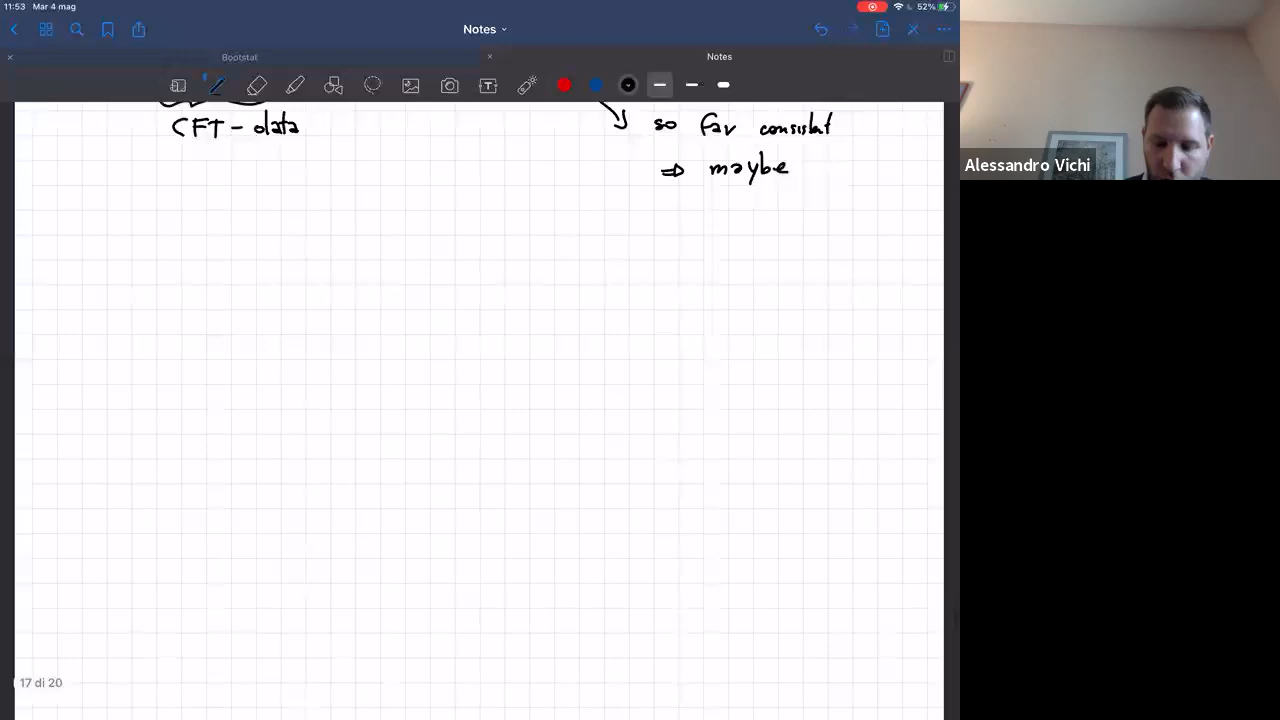 11:53 Mar 4 mag
52%
Notes
Bootstat
Notes
CFT - data
so far consistat
⇒ maybe
17 di 20
Alessandro Vichi